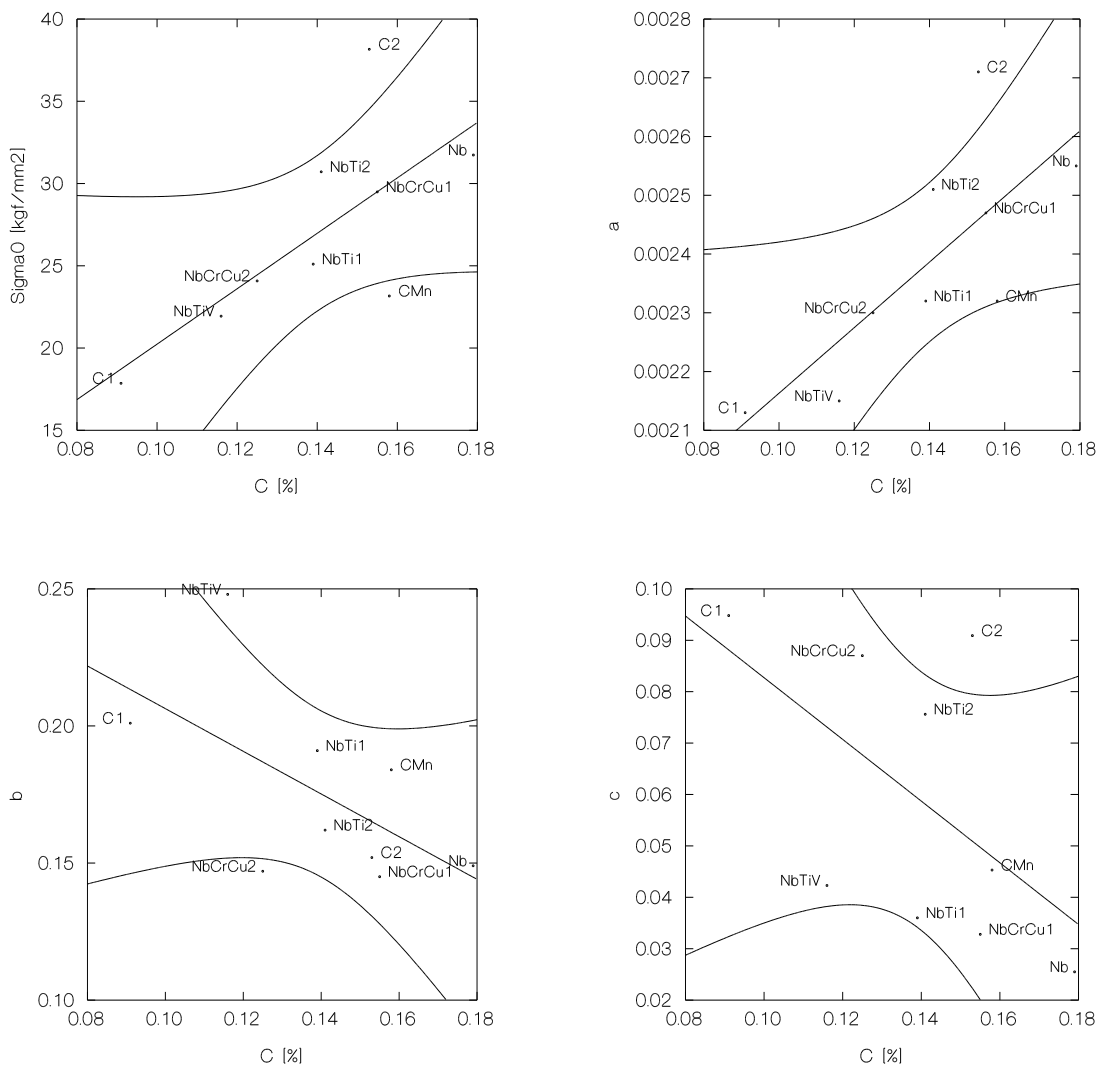 40
35
30
25
20
15
Sigma0 [kgf/mm2]
C2
Nb
NbTi2
NbCrCu1
NbTi1
NbCrCu2
CMn
NbTiV
C1
0.08 0.10 0.12 0.14 0.16 0.18
C [%]
0.0028
0.0027
0.0026
0.0025
0.0024
0.0023
0.0022
0.0021
a
C2
Nb
NbTi2
NbCrCu1
NbTi1
CMn
NbCrCu2
NbTiV
C1
0.08 0.10 0.12 0.14 0.16 0.18
C [%]
0.25
0.20
0.15
0.10
b
NbTiV
C1
NbTi1
CMn
NbTi2
C2
Nb
NbCrCu2
NbCrCu1
0.08 0.10 0.12 0.14 0.16 0.18
C [%]
0.10
0.09
0.08
0.07
0.06
0.05
0.04
0.03
0.02
c
C1
C2
NbCrCu2
NbTi2
CMn
NbTiV
NbTi1
NbCrCu1
Nb
0.08 0.10 0.12 0.14 0.16 0.18
C [%]